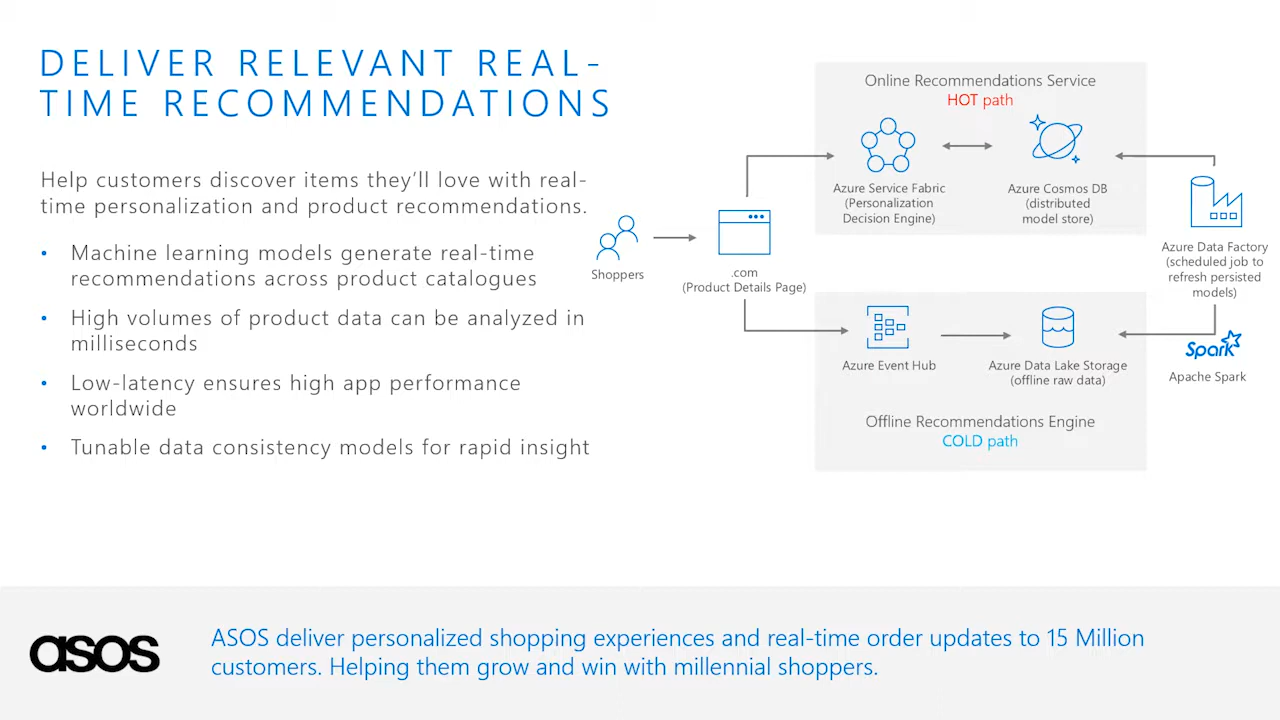 DELIVER RELEVANT REAL-
TIME RECOMMENDATIONS
Help customers discover items they'll love with real-
time personalization and product recommendations.
• Machine learning models generate real-time
recommendations across product catalogues
• High volumes of product data can be analyzed in
milliseconds
• Low-latency ensures high app performance
worldwide
• Tunable data consistency models for rapid insight
Shoppers
.com
(Product Details Page)
Online Recommendations Service
HOT path
Azure Service Fabric
(Personalization
Decision Engine)
Azure Cosmos DB
(distributed
model store)
Azure Data Factory
(scheduled job to
refresh persisted
models)
Spark
Apache Spark
Azure Event Hub
Azure Data Lake Storage
(offline raw data)
Offline Recommendations Engine
COLD path
asos
ASOS deliver personalized shopping experiences and real-time order updates to 15 Million
customers. Helping them grow and win with millennial shoppers.